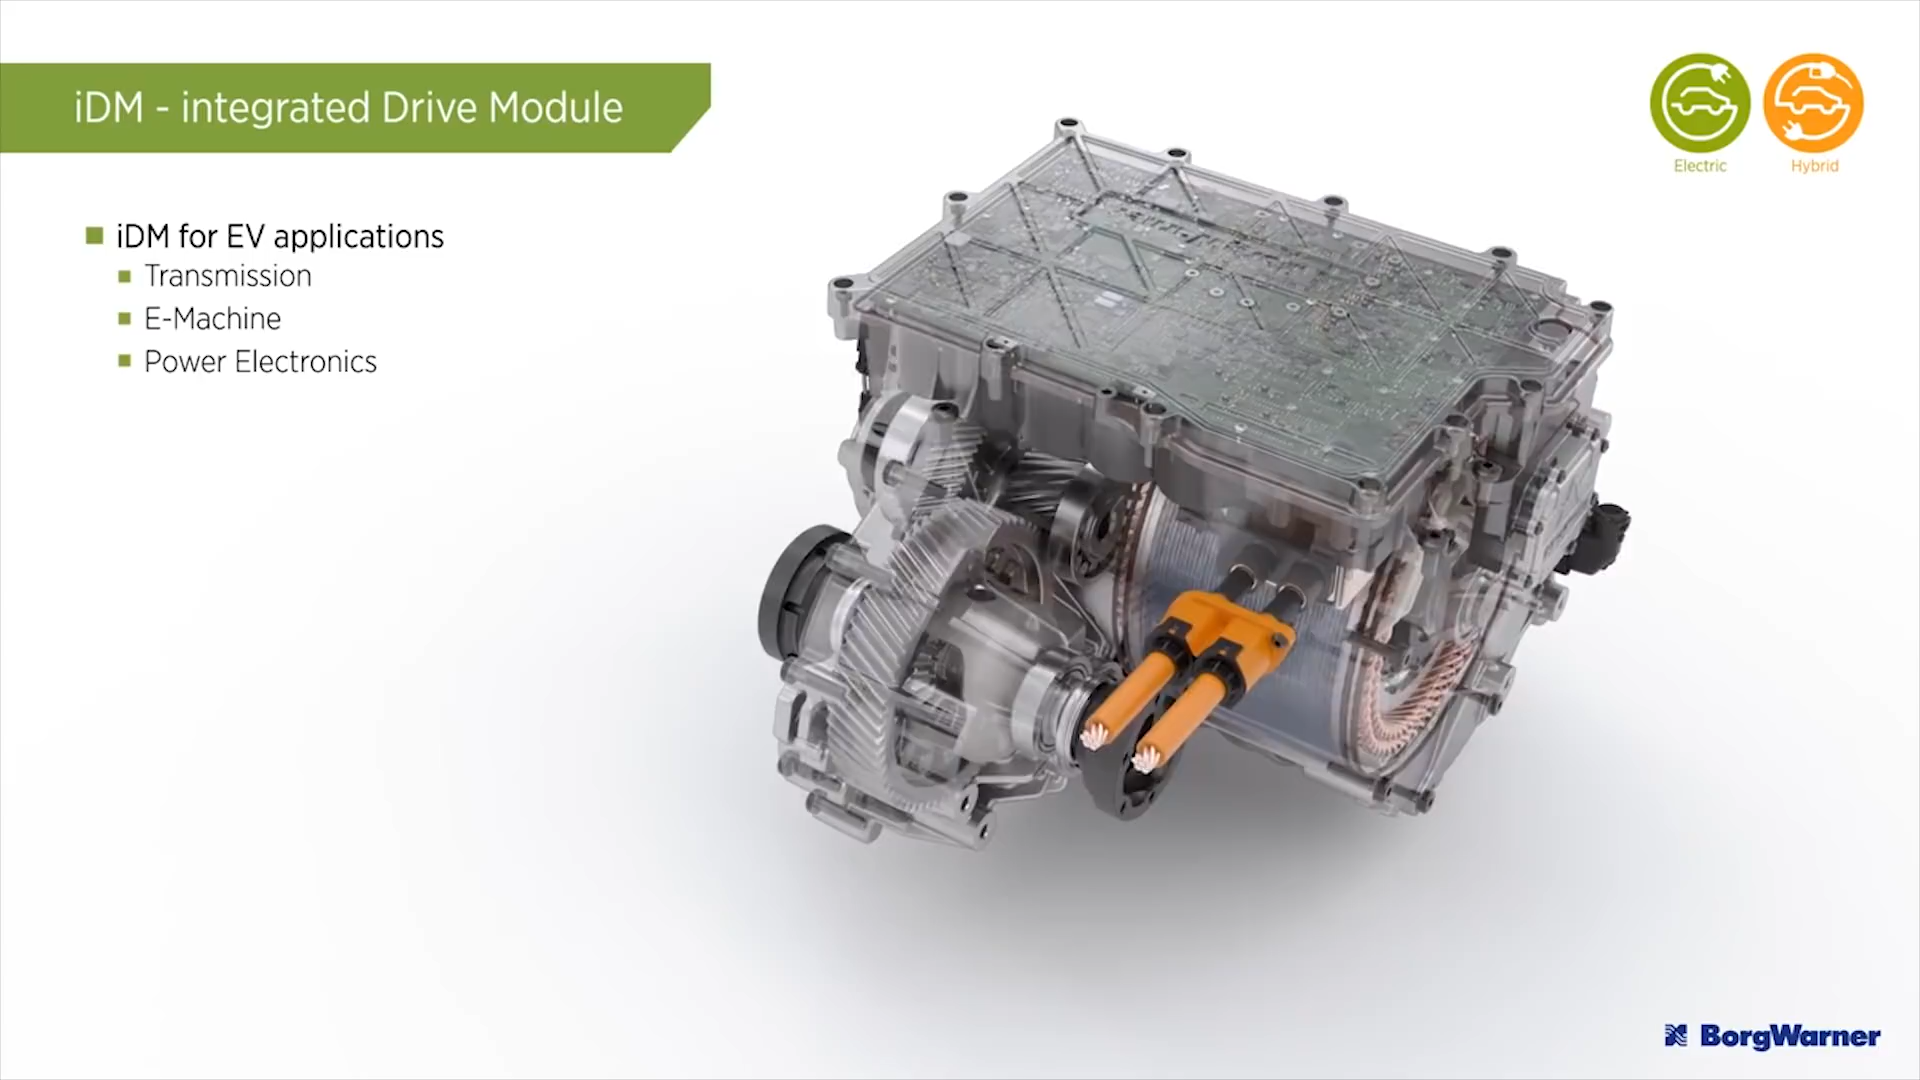 iDM - integrated Drive Module
Electric
Hybrid
iDM for EV applications
Transmission
E-Machine
Power Electronics
BorgWarner